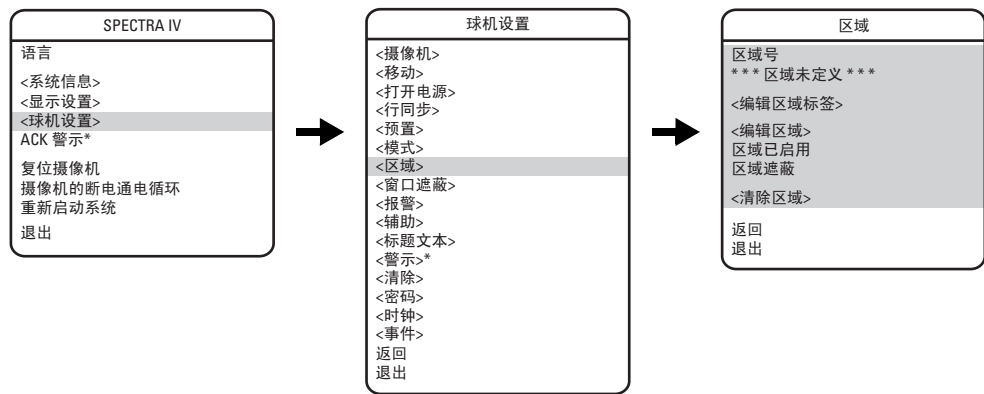 SPECTRA IV
语言
<系统信息>
<显示设置>
<球机设置>
ACK 警示*
复位摄像机
摄像机的断电通电循环
重新启动系统
退出
球机设置
<摄像机>
<移动>
<打开电源>
<行同步>
<预置>
<模式>
<区域>
<窗口遮蔽>
<报警>
<辅助>
<标题文本>
<警示>*
<清除>
<密码>
<时钟>
<事件>
返回
退出
区域
区域号
* * * 区域未定义 * * *
<编辑区域标签>
<编辑区域>
区域已启用
区域遮蔽
<清除区域>
返回
退出